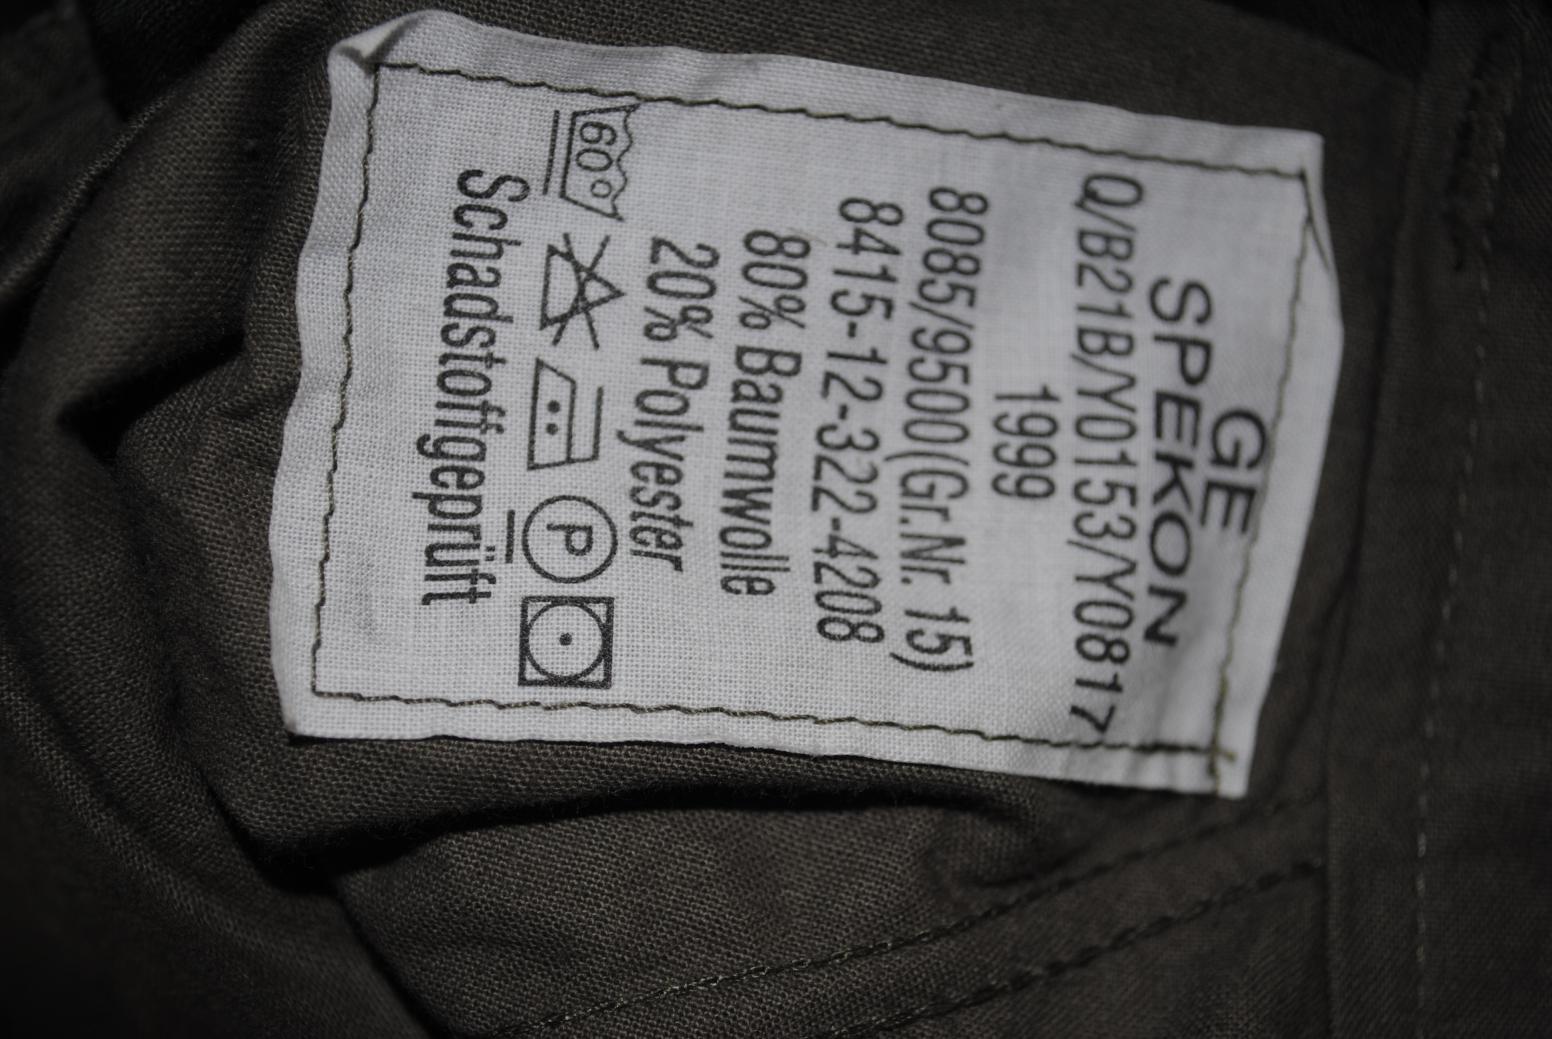 GE
SPEKON
Q/B21B/Y0153/Y0817
1999
8085/9500(Gr.Nr. 15)
8415-12-322-4208
80% Baumwolle
20% Polyester
60° P
Schadstoffgeprüft